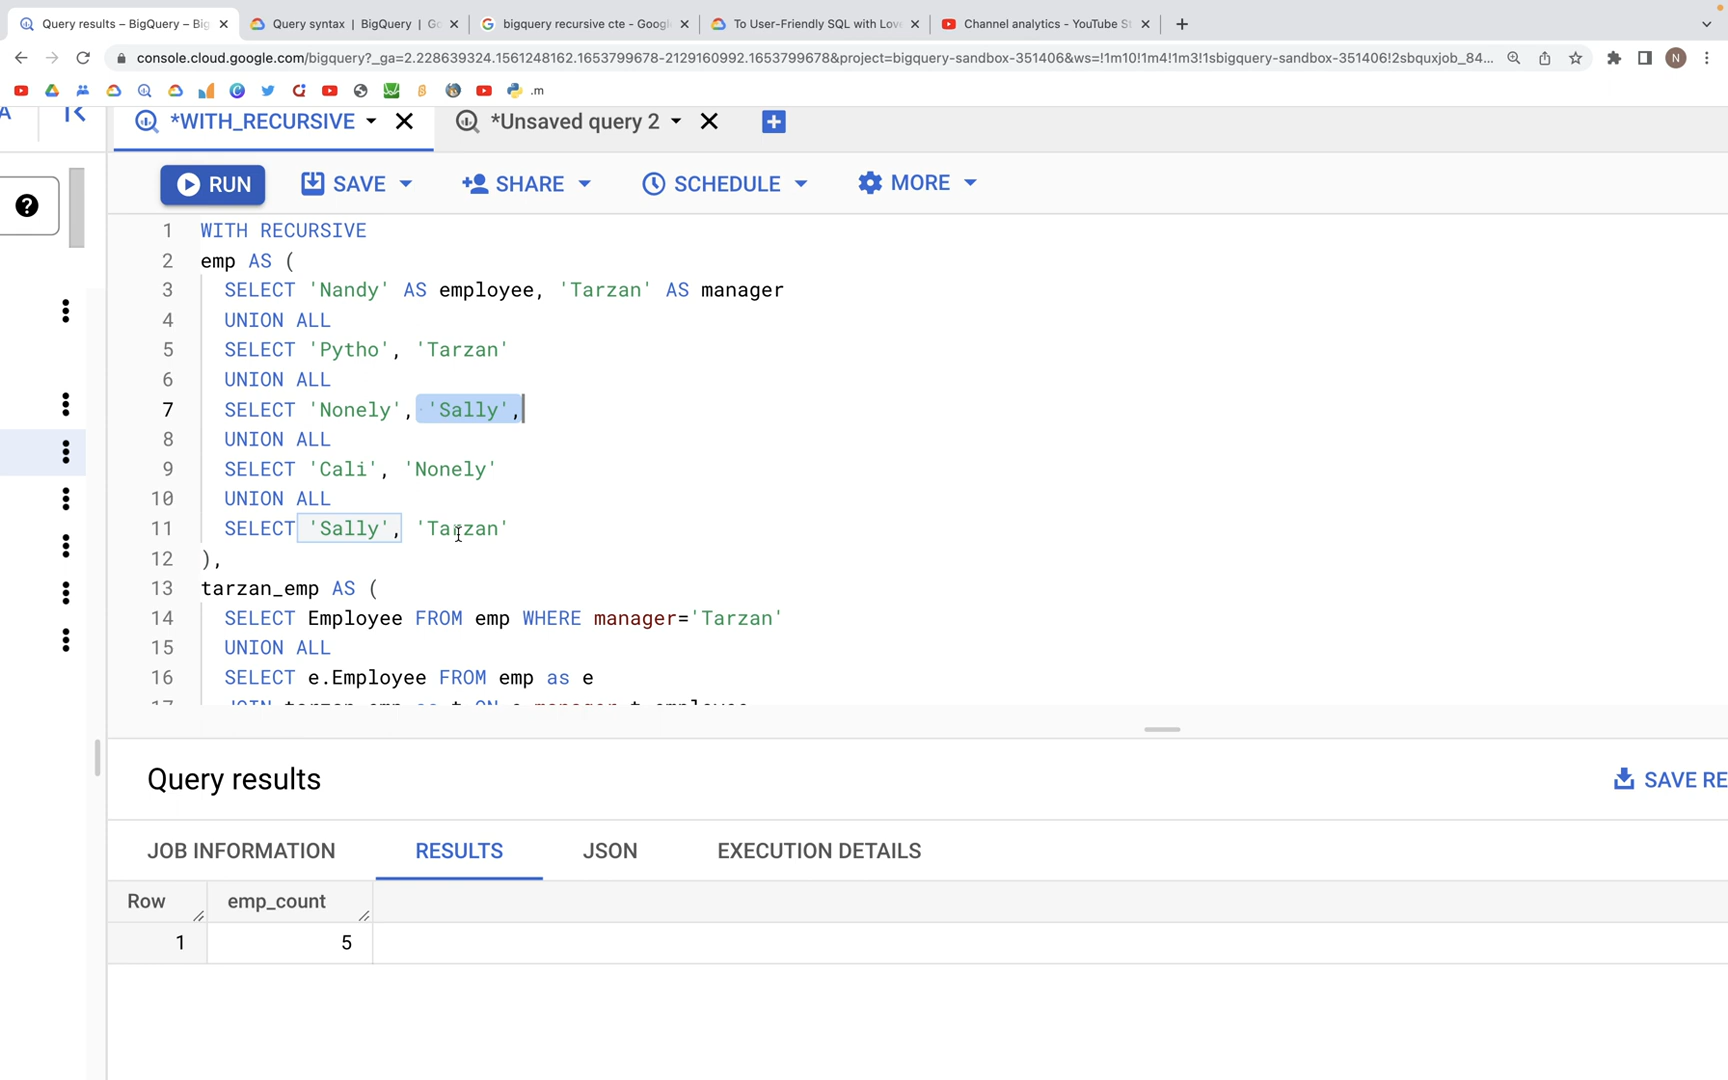 Query results – BigQuery – Big
Query syntax | BigQuery | Go
bigquery recursive cte - Google
To User-Friendly SQL with Love
Channel analytics - YouTube St
console.cloud.google.com/bigquery?_ga=2.228639324.1561248162.1653799678-2129160992.1653799678&project=bigquery-sandbox-351406&ws=!1m10!1m4!1m3!1sbigquery-sandbox-351406!2sbquxjob_84...
N
.m
*WITH_RECURSIVE
*Unsaved query 2
RUN
SAVE
SHARE
SCHEDULE
MORE
1 WITH RECURSIVE
2 emp AS (
3 SELECT 'Nandy' AS employee, 'Tarzan' AS manager
4 UNION ALL
5 SELECT 'Pytho', 'Tarzan'
6 UNION ALL
7 SELECT 'Nonely', 'Sally',
8 UNION ALL
9 SELECT 'Cali', 'Nonely'
10 UNION ALL
11 SELECT 'Sally', 'Tarzan'
12 ),
13 tarzan_emp AS (
14 SELECT Employee FROM emp WHERE manager='Tarzan'
15 UNION ALL
16 SELECT e.Employee FROM emp as e
Query results
SAVE RE
JOB INFORMATION
RESULTS
JSON
EXECUTION DETAILS
Row emp_count
1 5